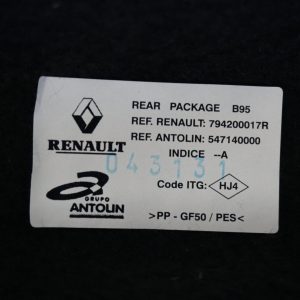 REAR PACKAGE B95
REF. RENAULT: 794200017R
REF. ANTOLIN: 547140000
RENAULT
INDICE --A
043131
Code ITG: HJ4
GRUPO
ANTOLIN
>PP - GF50 / PES<